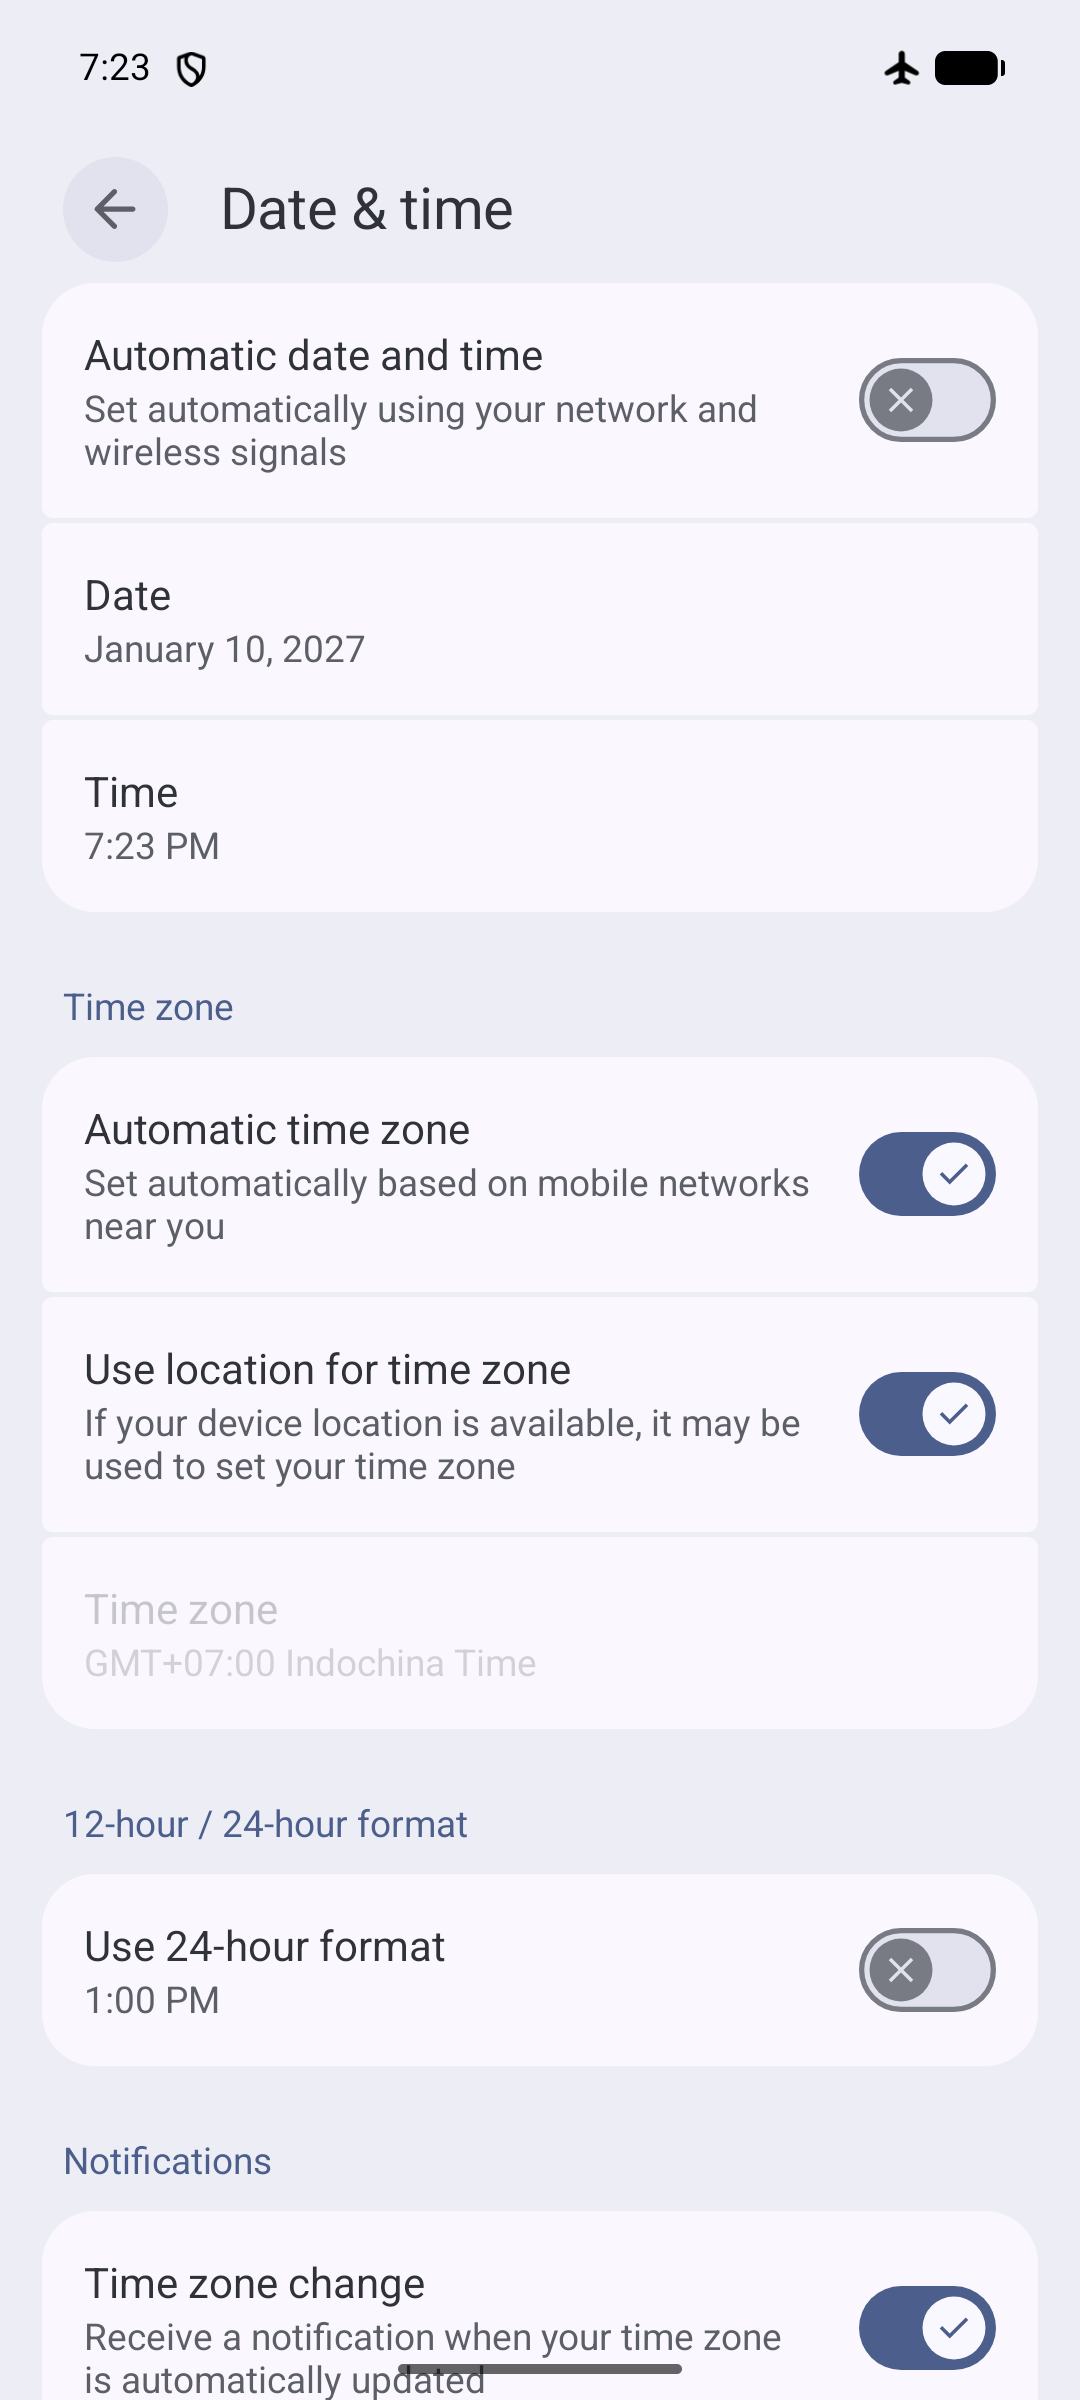 7:23
Date & time
Automatic date and time
Set automatically using your network and
wireless signals
Date
January 10, 2027
Time
7:23 PM
Time zone
Automatic time zone
Set automatically based on mobile networks
near you
Use location for time zone
If your device location is available, it may be
used to set your time zone
Time zone
GMT+07:00 Indochina Time
12-hour / 24-hour format
Use 24-hour format
1:00 PM
Notifications
Time zone change
Receive a notification when your time zone
is automatically updated